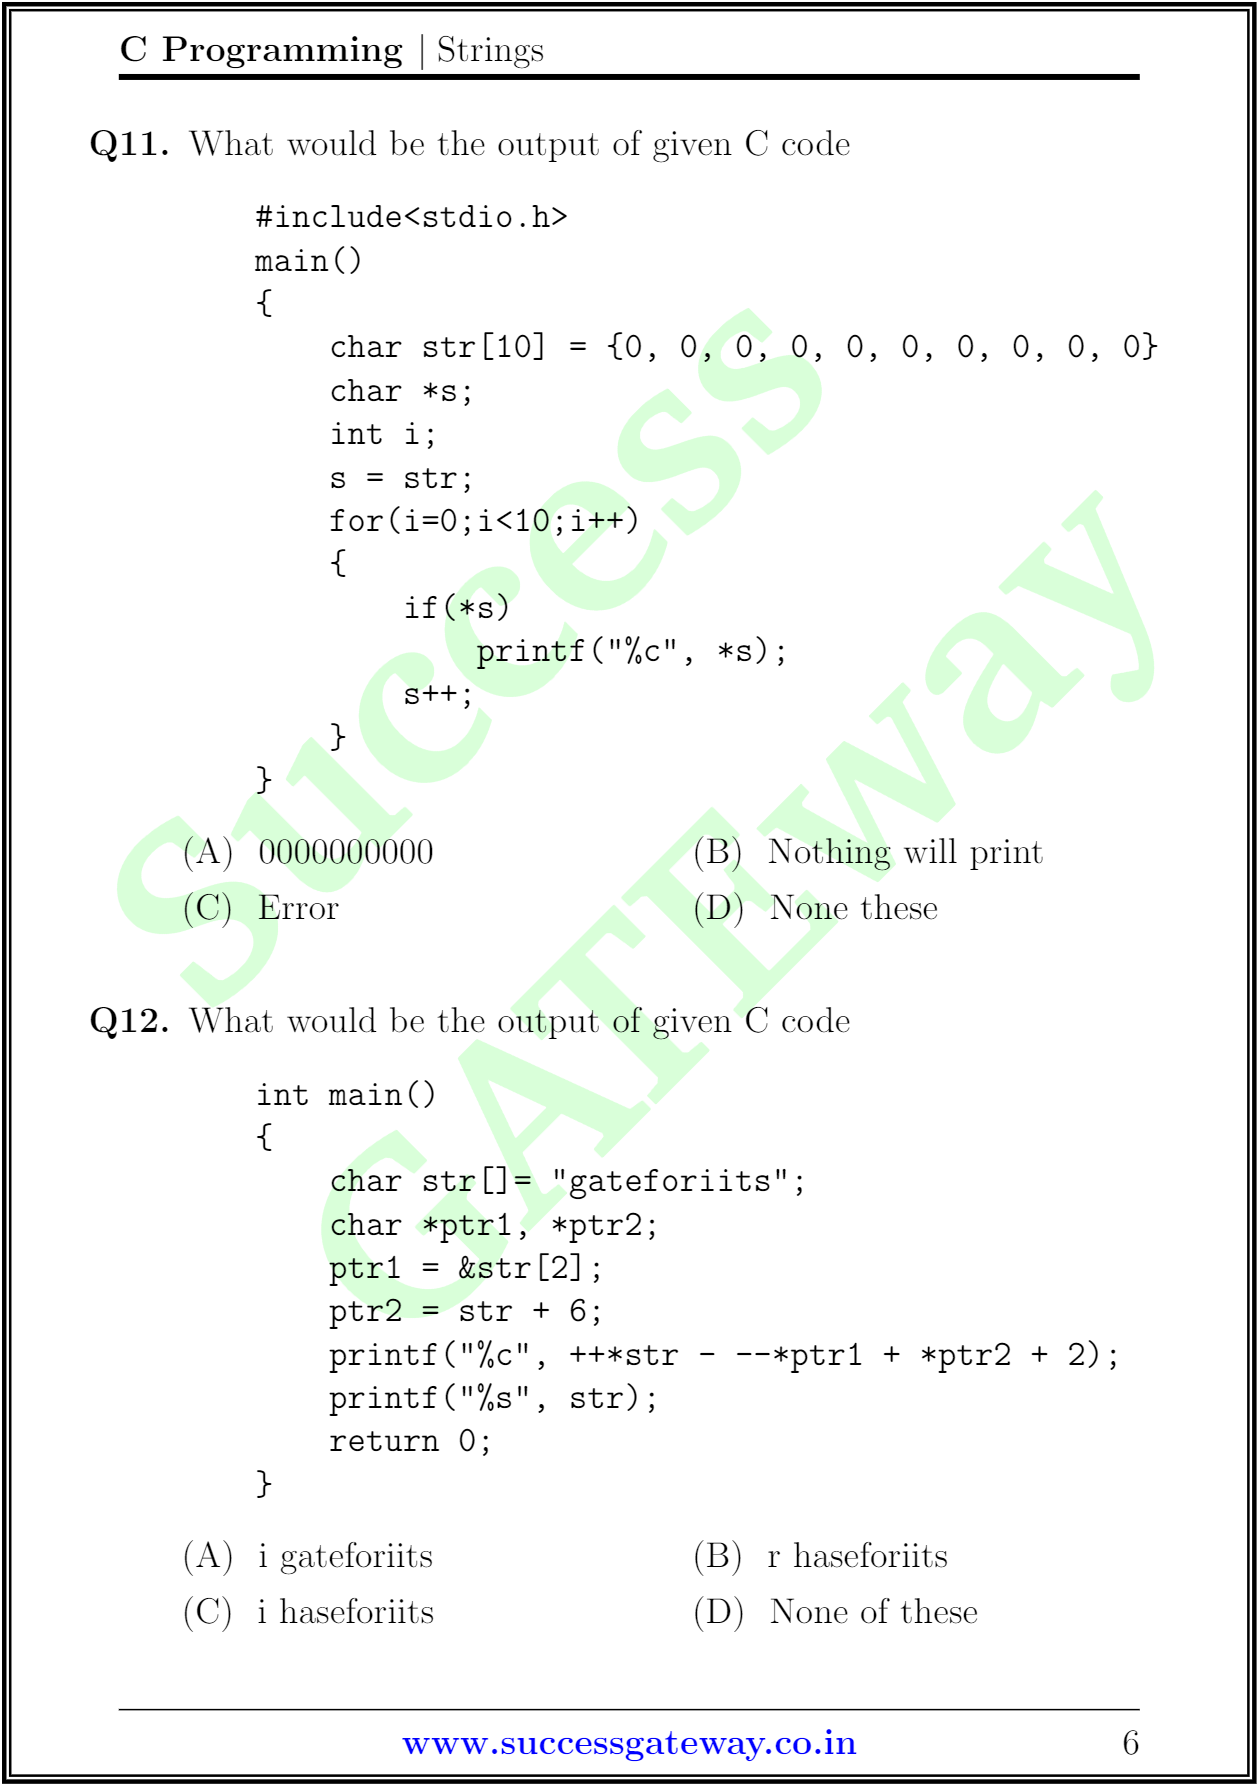 C Programming | Strings
Q11. What would be the output of given C code
#include<stdio.h>
main()
{
    char str[10] = {0, 0, 0, 0, 0, 0, 0, 0, 0, 0}
    char *s;
    int i;
    s = str;
    for(i=0;i<10;i++)
    {
        if(*s)
            printf("%c", *s);
        s++;
    }
}
(A) 0000000000 (B) Nothing will print
(C) Error (D) None these
Q12. What would be the output of given C code
int main()
{
    char str[]= "gateforiits";
    char *ptr1, *ptr2;
    ptr1 = &str[2];
    ptr2 = str + 6;
    printf("%c", ++*str - --*ptr1 + *ptr2 + 2);
    printf("%s", str);
    return 0;
}
(A) i gateforiits (B) r haseforiits
(C) i haseforiits (D) None of these
www.successgateway.co.in 6
Success
GATEway